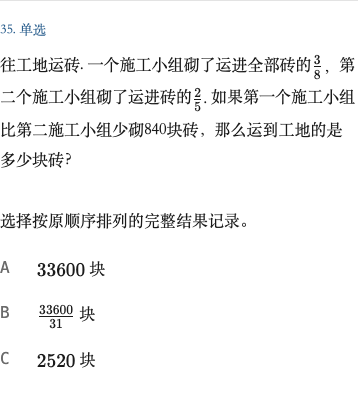 35. 单选
往工地运砖. 一个施工小组砌了运进全部砖的3/8，第
二个施工小组砌了运进砖的2/5. 如果第一个施工小组
比第二施工小组少砌840块砖，那么运到工地的是
多少块砖?
选择按原顺序排列的完整结果记录。
A 33600 块
B 33600/31 块
C 2520 块